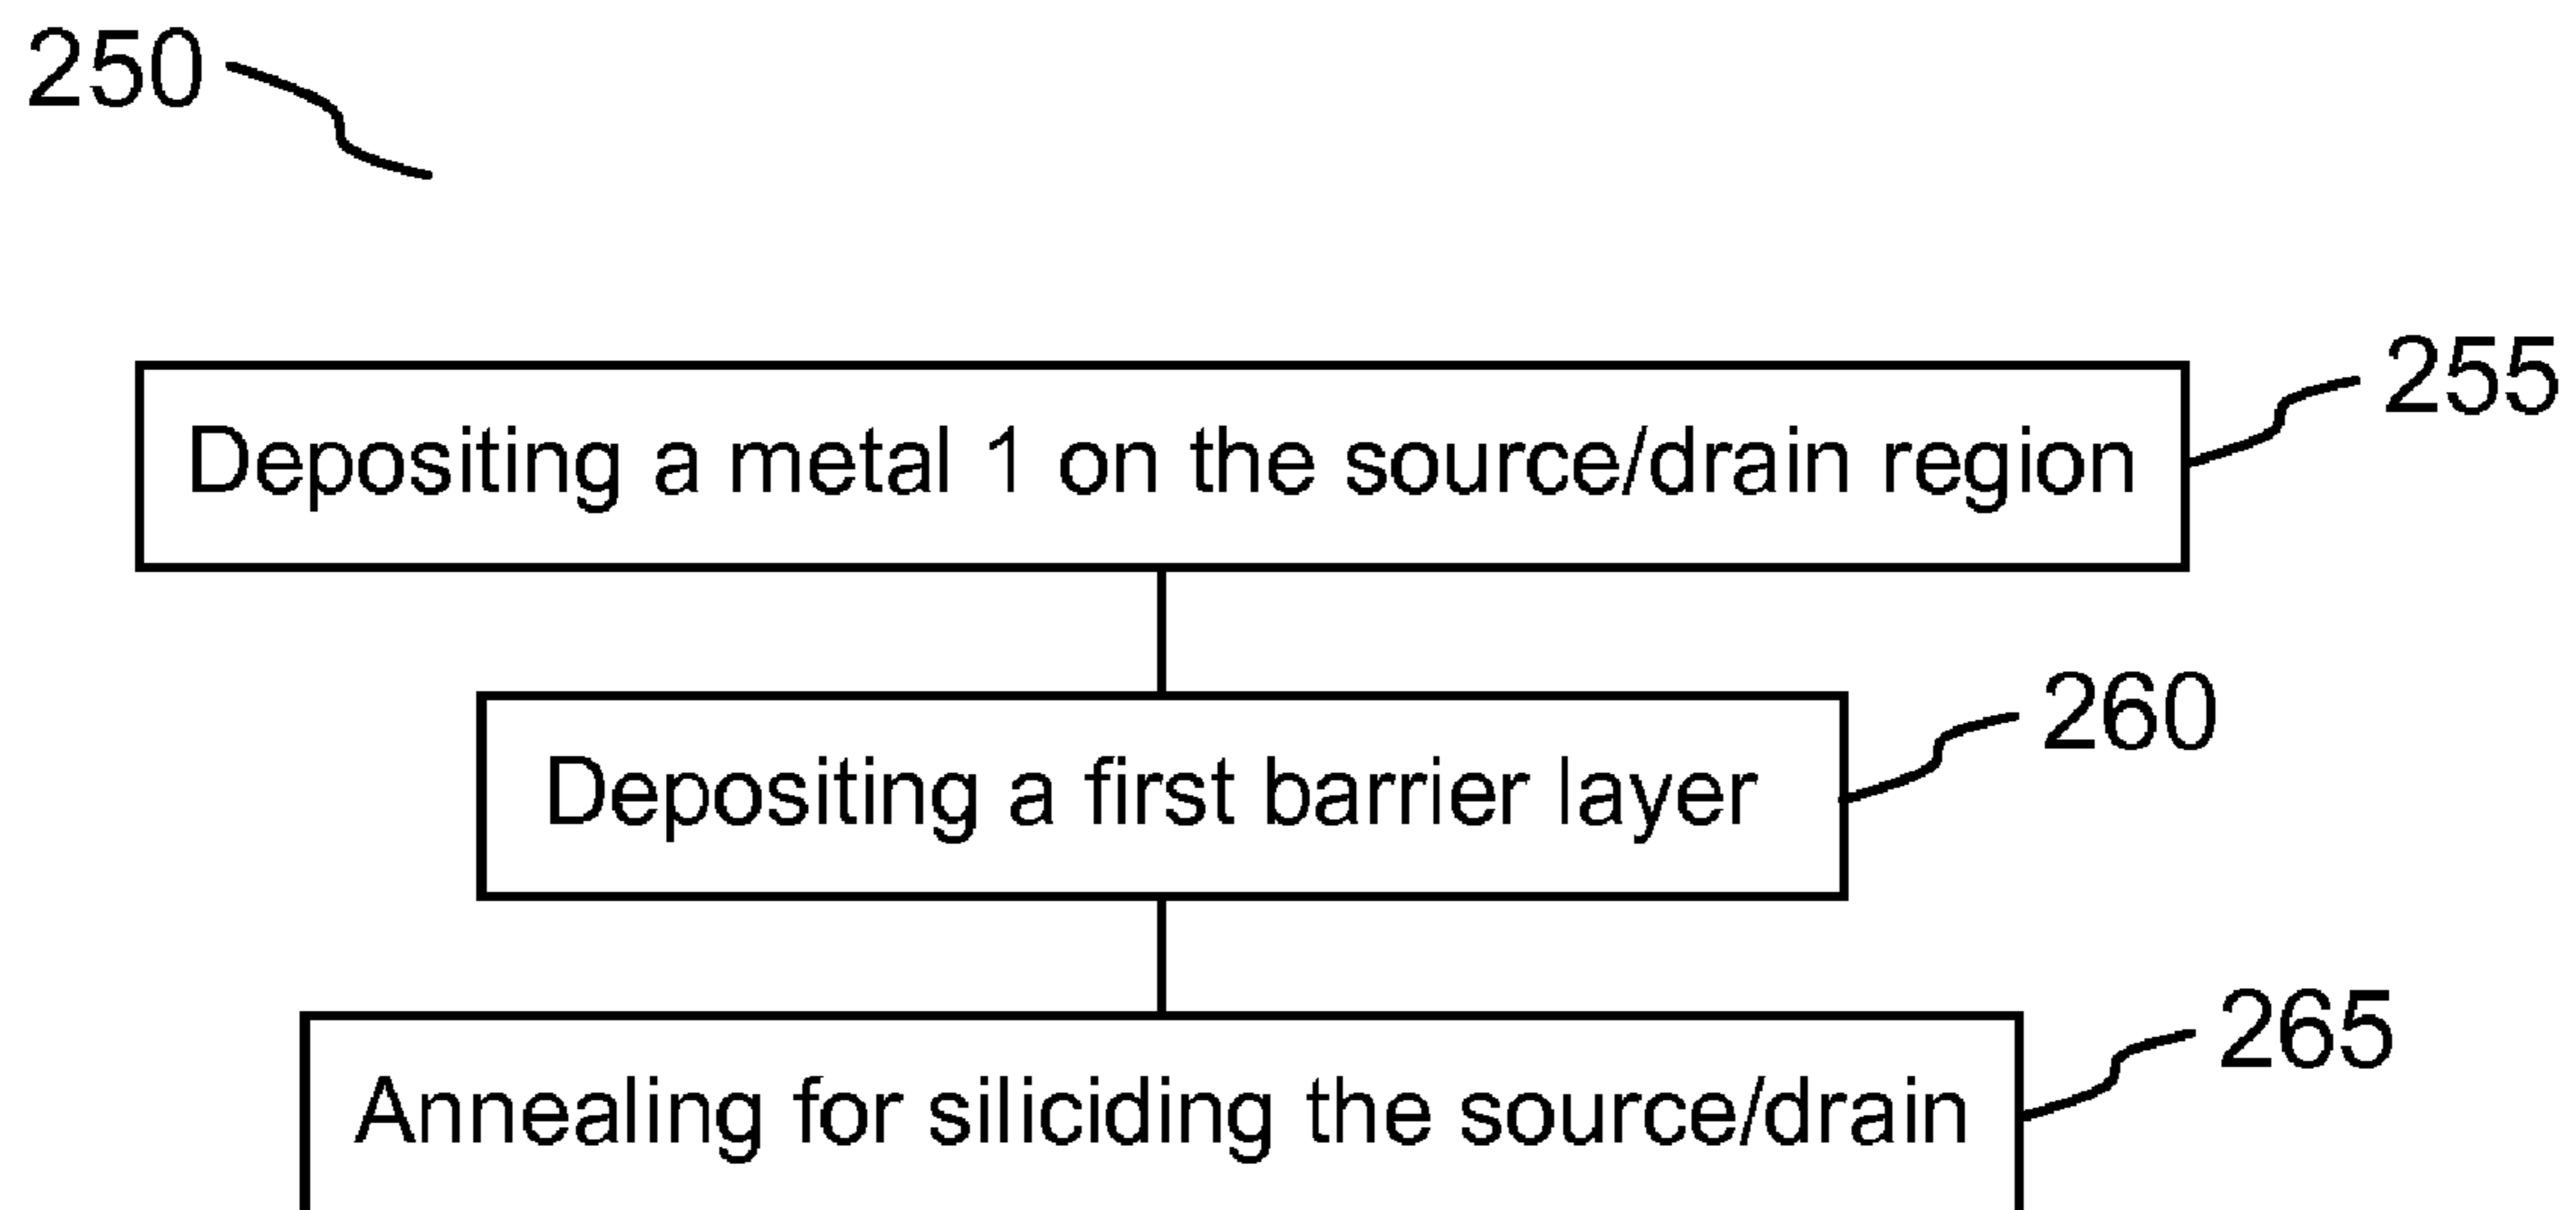 250
Depositing a metal 1 on the source/drain region
255
Depositing a first barrier layer
260
Annealing for siliciding the source/drain
265